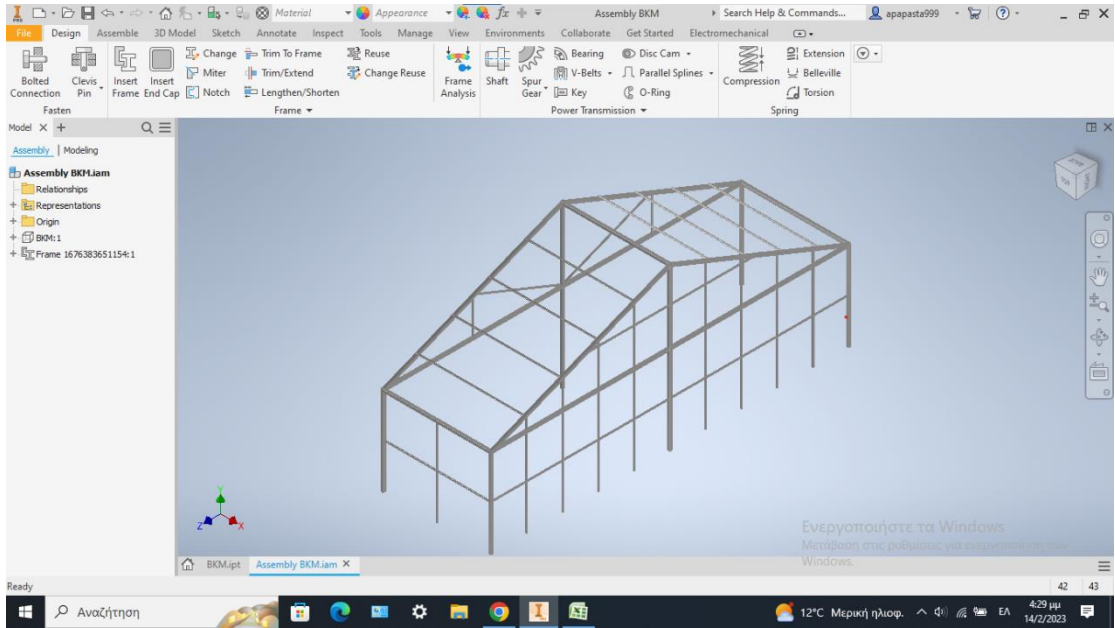 PRO Material Appearance fx Assembly BKM Search Help & Commands... apapasta999
File Design Assemble 3D Model Sketch Annotate Inspect Tools Manage View Environments Collaborate Get Started Electromechanical
Bolted Connection Clevis Pin
Insert Frame Insert End Cap
Change Trim To Frame Reuse
Miter Trim/Extend Change Reuse
Notch Lengthen/Shorten
Frame Analysis Shaft Spur Gear
Bearing Disc Cam
V-Belts Parallel Splines
Key O-Ring
Compression Extension
Belleville
Torsion
Fasten Frame Power Transmission Spring
Model
Assembly Modeling
Assembly BKM.iam
Relationships
Representations
Origin
BKM:1
Frame 1676383651154:1
Y
Z X
Ενεργοποιήστε τα Windows
Μετάβαση στις ρυθμίσεις για ενεργοποίηση των
Windows.
BKM.ipt Assembly BKM.iam
Ready 42 43
Αναζήτηση 12°C Μερική ηλιοφ. ΕΛ 4:29 μμ
14/2/2023